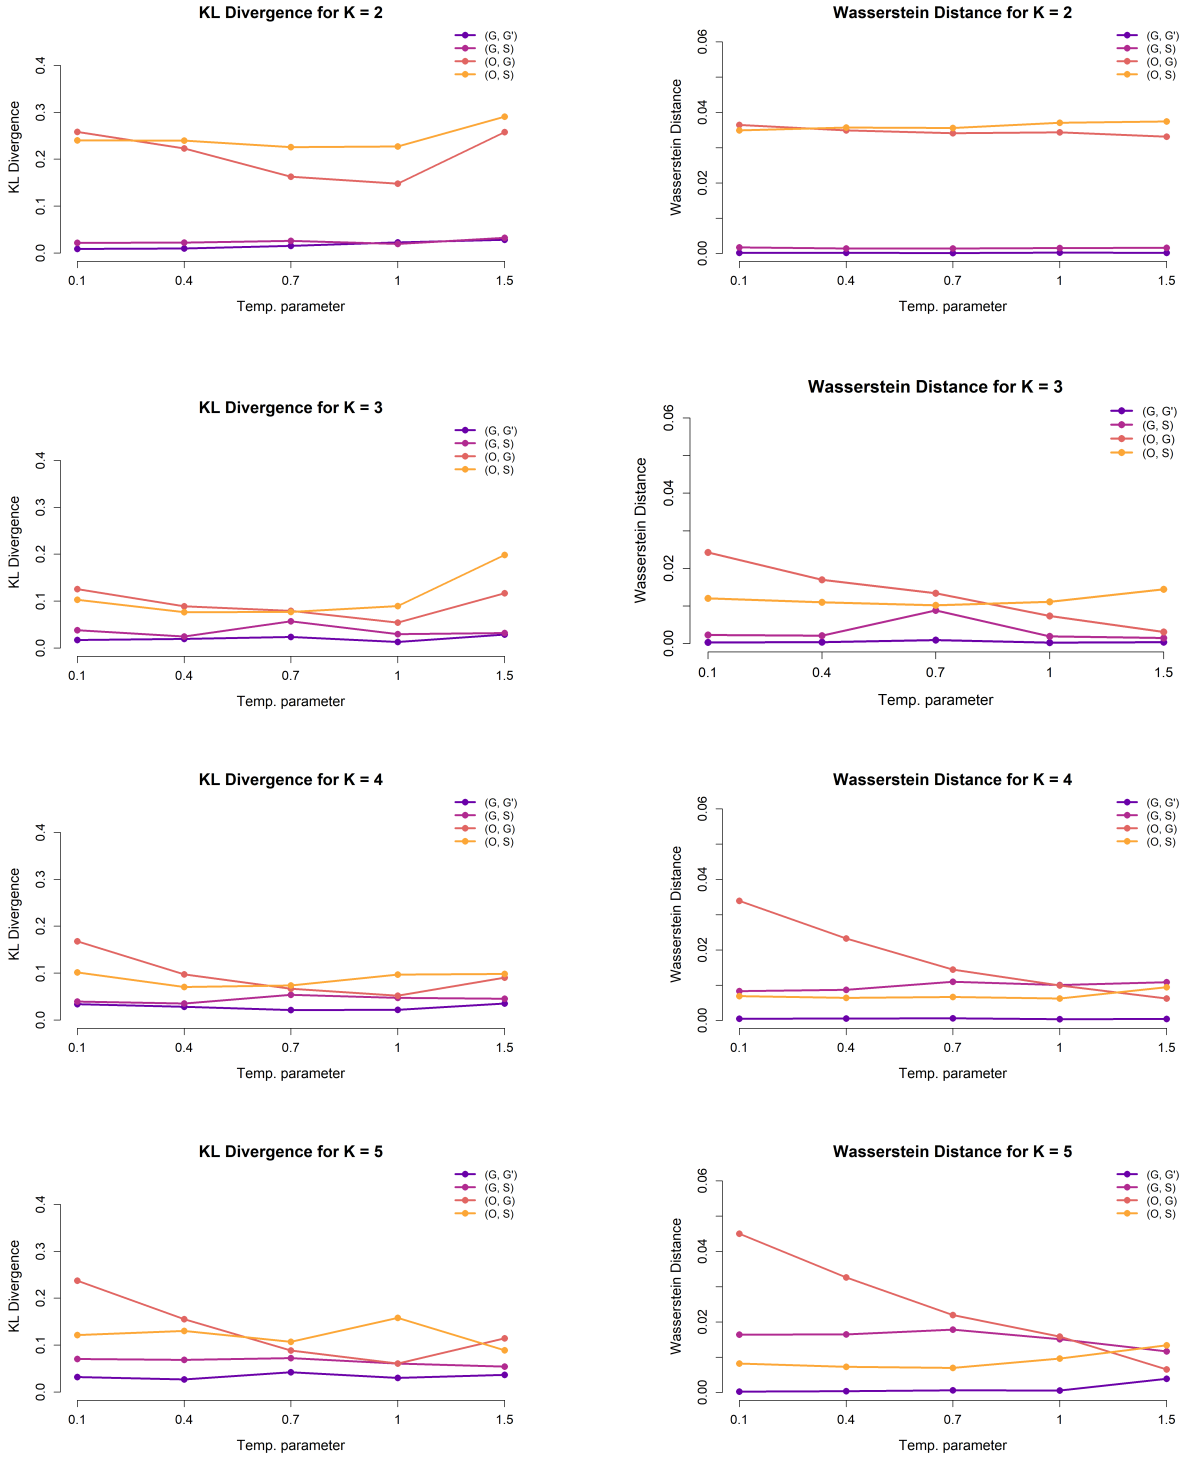 KL Divergence for K = 2
(G, G')
(G, S)
(O, G)
(O, S)
KL Divergence
0.4
0.3
0.2
0.1
0.0
0.1 0.4 0.7 1 1.5
Temp. parameter
Wasserstein Distance for K = 2
(G, G')
(G, S)
(O, G)
(O, S)
Wasserstein Distance
0.06
0.04
0.02
0.00
0.1 0.4 0.7 1 1.5
Temp. parameter
KL Divergence for K = 3
(G, G')
(G, S)
(O, G)
(O, S)
KL Divergence
0.4
0.3
0.2
0.1
0.0
0.1 0.4 0.7 1 1.5
Temp. parameter
Wasserstein Distance for K = 3
(G, G')
(G, S)
(O, G)
(O, S)
Wasserstein Distance
0.06
0.04
0.02
0.00
0.1 0.4 0.7 1 1.5
Temp. parameter
KL Divergence for K = 4
(G, G')
(G, S)
(O, G)
(O, S)
KL Divergence
0.4
0.3
0.2
0.1
0.0
0.1 0.4 0.7 1 1.5
Temp. parameter
Wasserstein Distance for K = 4
(G, G')
(G, S)
(O, G)
(O, S)
Wasserstein Distance
0.06
0.04
0.02
0.00
0.1 0.4 0.7 1 1.5
Temp. parameter
KL Divergence for K = 5
(G, G')
(G, S)
(O, G)
(O, S)
KL Divergence
0.4
0.3
0.2
0.1
0.0
0.1 0.4 0.7 1 1.5
Temp. parameter
Wasserstein Distance for K = 5
(G, G')
(G, S)
(O, G)
(O, S)
Wasserstein Distance
0.06
0.04
0.02
0.00
0.1 0.4 0.7 1 1.5
Temp. parameter